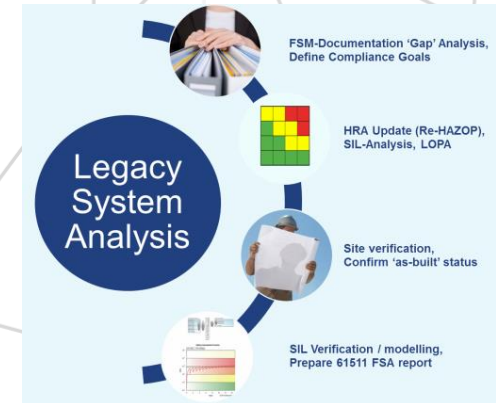 FSM-Documentation 'Gap' Analysis,
Define Compliance Goals
HRA Update (Re-HAZOP),
SIL-Analysis, LOPA
Legacy
System
Analysis
Site verification,
Confirm 'as-built' status
SIL Verification / modelling,
Prepare 61511 FSA report